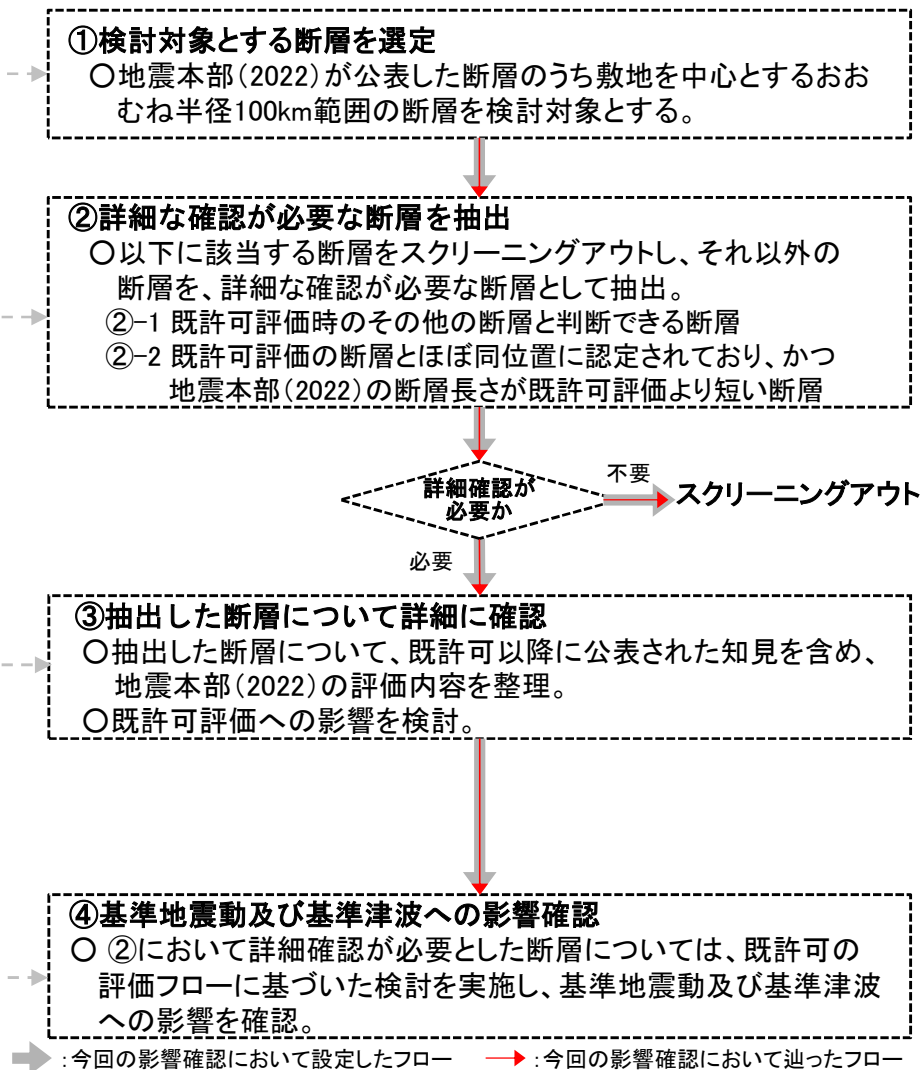 ①検討対象とする断層を選定
〇地震本部(2022)が公表した断層のうち敷地を中心とするおお
むね半径100km範囲の断層を検討対象とする。
②詳細な確認が必要な断層を抽出
〇以下に該当する断層をスクリーニングアウトし、それ以外の
断層を、詳細な確認が必要な断層として抽出。
②-1 既許可評価時のその他の断層と判断できる断層
②-2 既許可評価の断層とほぼ同位置に認定されており、かつ
地震本部(2022)の断層長さが既許可評価より短い断層
詳細確認が
必要か
不要
スクリーニングアウト
必要
③抽出した断層について詳細に確認
〇抽出した断層について、既許可以降に公表された知見を含め、
地震本部(2022)の評価内容を整理。
〇既許可評価への影響を検討。
④基準地震動及び基準津波への影響確認
〇 ②において詳細確認が必要とした断層については、既許可の
評価フローに基づいた検討を実施し、基準地震動及び基準津波
への影響を確認。
:今回の影響確認において設定したフロー
:今回の影響確認において辿ったフロー